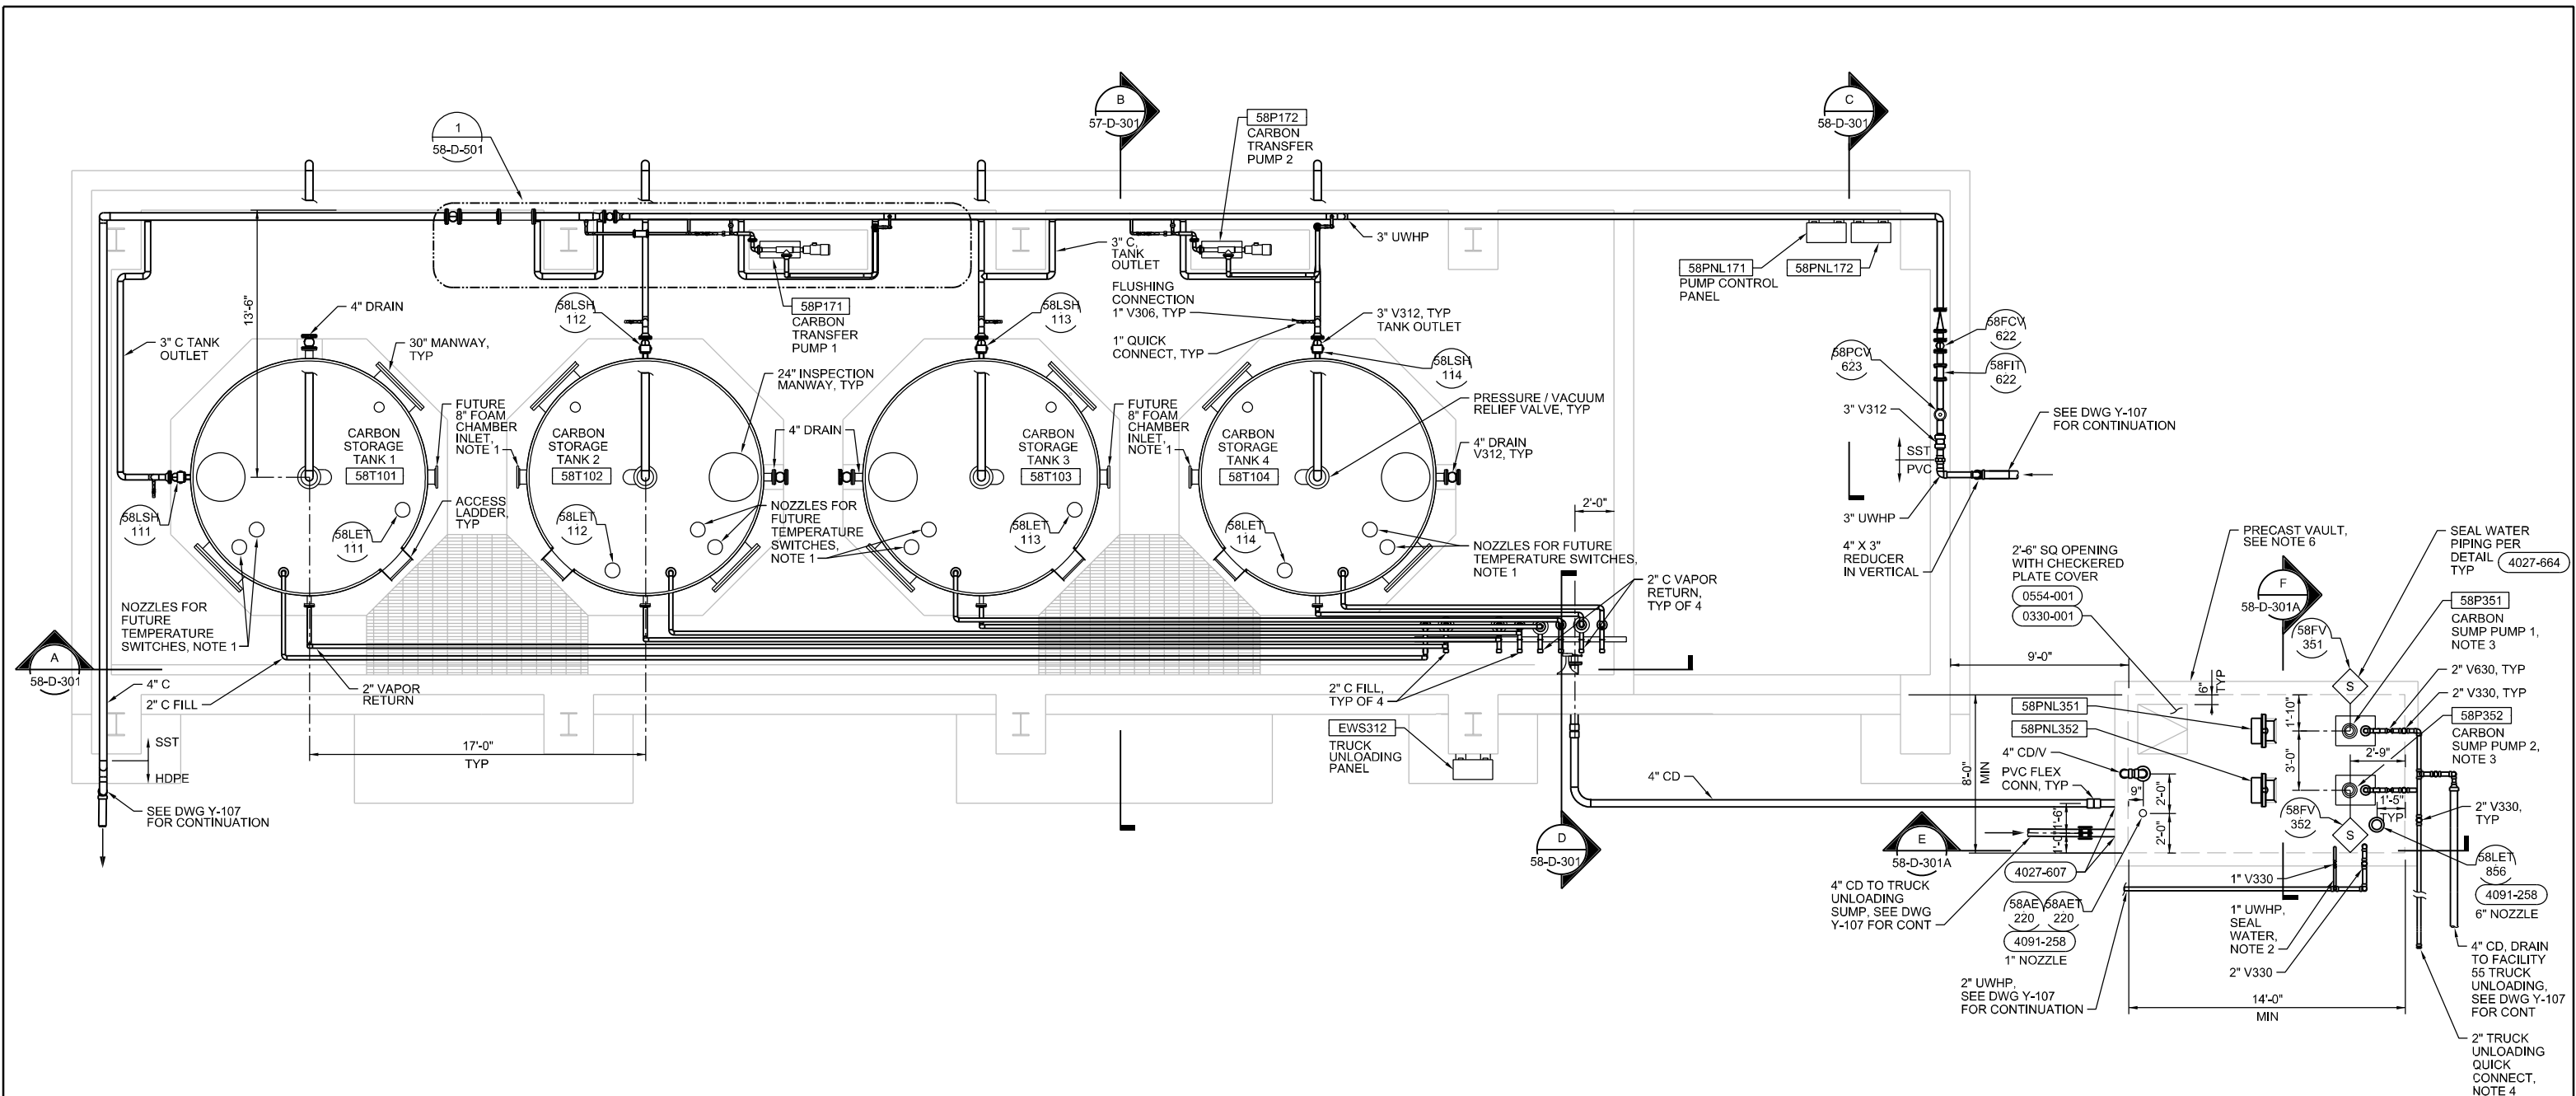 1
58-D-501
B
57-D-301
58P172
CARBON
TRANSFER
PUMP 2
C
58-D-301
13'-6"
4" DRAIN
3" C TANK
OUTLET
30" MANWAY,
TYP
58LSH
112
58P171
CARBON
TRANSFER
PUMP 1
58LSH
113
3" C,
TANK
OUTLET
FLUSHING
CONNECTION
1" V306, TYP
1" QUICK
CONNECT, TYP
3" UWHP
3" V312, TYP
TANK OUTLET
58LSH
114
58PNL171
PUMP CONTROL
PANEL
58PNL172
58FCV
622
58PCV
623
58FIT
622
3" V312
SST
PVC
SEE DWG Y-107
FOR CONTINUATION
3" UWHP
4" X 3"
REDUCER
IN VERTICAL
CARBON
STORAGE
TANK 1
58T101
FUTURE
8" FOAM
CHAMBER
INLET,
NOTE 1
CARBON
STORAGE
TANK 2
58T102
24" INSPECTION
MANWAY, TYP
4" DRAIN
CARBON
STORAGE
TANK 3
58T103
FUTURE
8" FOAM
CHAMBER
INLET,
NOTE 1
CARBON
STORAGE
TANK 4
58T104
PRESSURE / VACUUM
RELIEF VALVE, TYP
4" DRAIN
V312, TYP
58LSH
111
58LET
111
ACCESS
LADDER,
TYP
58LET
112
NOZZLES FOR
FUTURE
TEMPERATURE
SWITCHES,
NOTE 1
58LET
113
58LET
114
NOZZLES FOR FUTURE
TEMPERATURE SWITCHES,
NOTE 1
2'-0"
2" C VAPOR
RETURN,
TYP OF 4
NOZZLES FOR
FUTURE
TEMPERATURE
SWITCHES, NOTE 1
A
58-D-301
4" C
2" C FILL
2" VAPOR
RETURN
SST
HDPE
SEE DWG Y-107
FOR CONTINUATION
17'-0"
TYP
2" C FILL,
TYP OF 4
EWS312
TRUCK
UNLOADING
PANEL
4" CD
D
58-D-301
PRECAST VAULT,
SEE NOTE 6
2'-6" SQ OPENING
WITH CHECKERED
PLATE COVER
0554-001
0330-001
F
58-D-301A
SEAL WATER
PIPING PER
DETAIL
TYP
4027-664
58P351
CARBON
SUMP PUMP 1,
NOTE 3
58FV
351
S
9'-0"
6"
TYP
1'-10"
2" V630, TYP
2" V330, TYP
58P352
CARBON
SUMP PUMP 2,
NOTE 3
58PNL351
58PNL352
4" CD/V
PVC FLEX
CONN, TYP
8'-0"
MIN
3'-0"
2'-9"
9"
2'-0"
2'-0"
1'-5"
TYP
1'-6"
1'-0"
58FV
352
S
2" V330,
TYP
E
58-D-301A
4027-607
4" CD TO TRUCK
UNLOADING
SUMP, SEE DWG
Y-107 FOR CONT
58AE
220
58AET
220
4091-258
1" NOZZLE
1" V330
1" UWHP,
SEAL
WATER,
NOTE 2
2" V330
58LET
856
4091-258
6" NOZZLE
2" UWHP,
SEE DWG Y-107
FOR CONTINUATION
14'-0"
MIN
4" CD, DRAIN
TO FACILITY
55 TRUCK
UNLOADING,
SEE DWG Y-107
FOR CONT
2" TRUCK
UNLOADING
QUICK
CONNECT,
NOTE 4